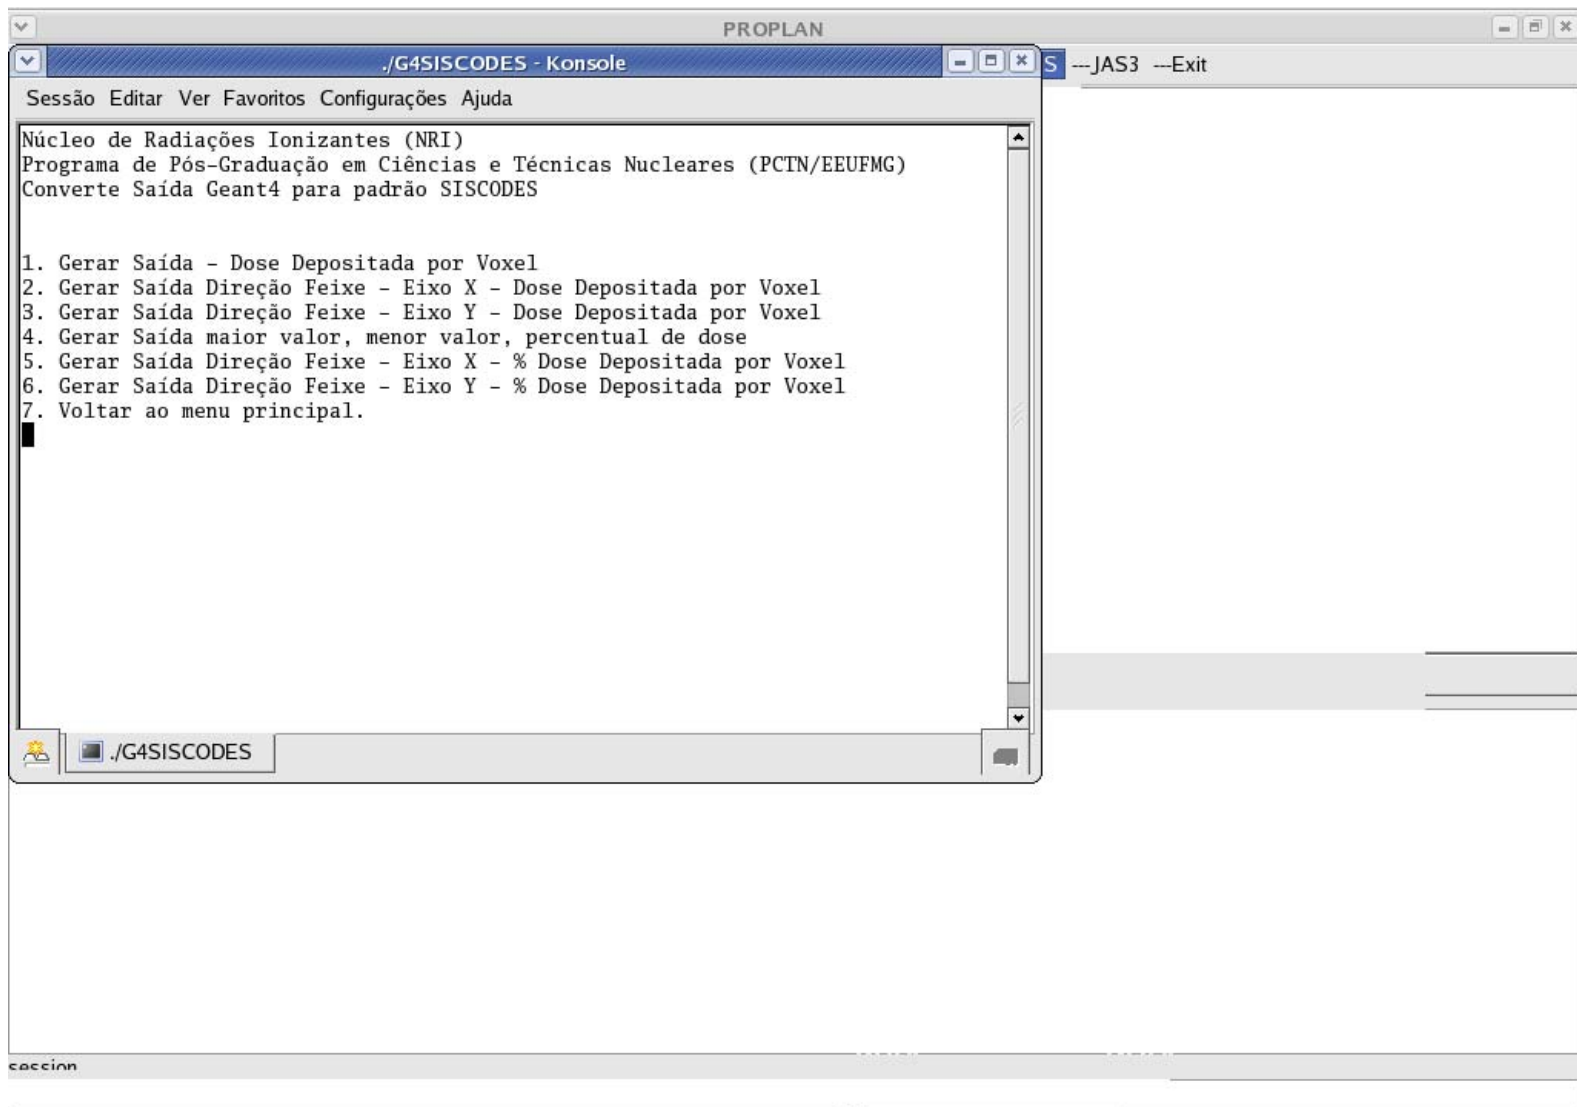 PROPLAN
./G4SISCODES - Konsole
S ---JAS3 ---Exit
Sessão Editar Ver Favoritos Configurações Ajuda
Núcleo de Radiações Ionizantes (NRI)
Programa de Pós-Graduação em Ciências e Técnicas Nucleares (PCTN/EEUFMG)
Converte Saída Geant4 para padrão SISCODES
1. Gerar Saída - Dose Depositada por Voxel
2. Gerar Saída Direção Feixe - Eixo X - Dose Depositada por Voxel
3. Gerar Saída Direção Feixe - Eixo Y - Dose Depositada por Voxel
4. Gerar Saída maior valor, menor valor, percentual de dose
5. Gerar Saída Direção Feixe - Eixo X - % Dose Depositada por Voxel
6. Gerar Saída Direção Feixe - Eixo Y - % Dose Depositada por Voxel
7. Voltar ao menu principal.
./G4SISCODES
session